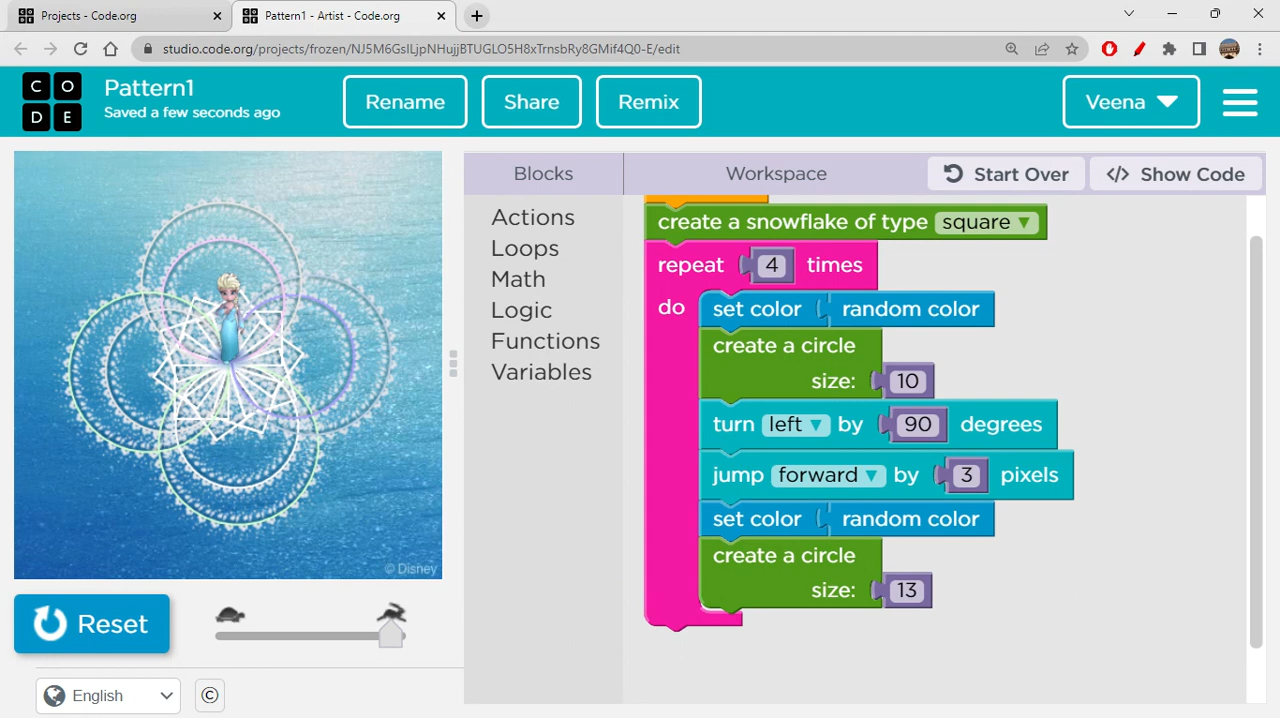 Projects - Code.org
Pattern1 - Artist - Code.org
studio.code.org/projects/frozen/NJ5M6GsILjpNHujjBTUGLO5H8xTrnsbRy8GMif4Q0-E/edit
C O D E
Pattern1
Saved a few seconds ago
Rename
Share
Remix
Veena
Blocks
Workspace
Start Over
</> Show Code
Actions
Loops
Math
Logic
Functions
Variables
create a snowflake of type square
repeat 4 times
do set color random color
create a circle
size: 10
turn left by 90 degrees
jump forward by 3 pixels
set color random color
create a circle
size: 13
© Disney
Reset
English
©